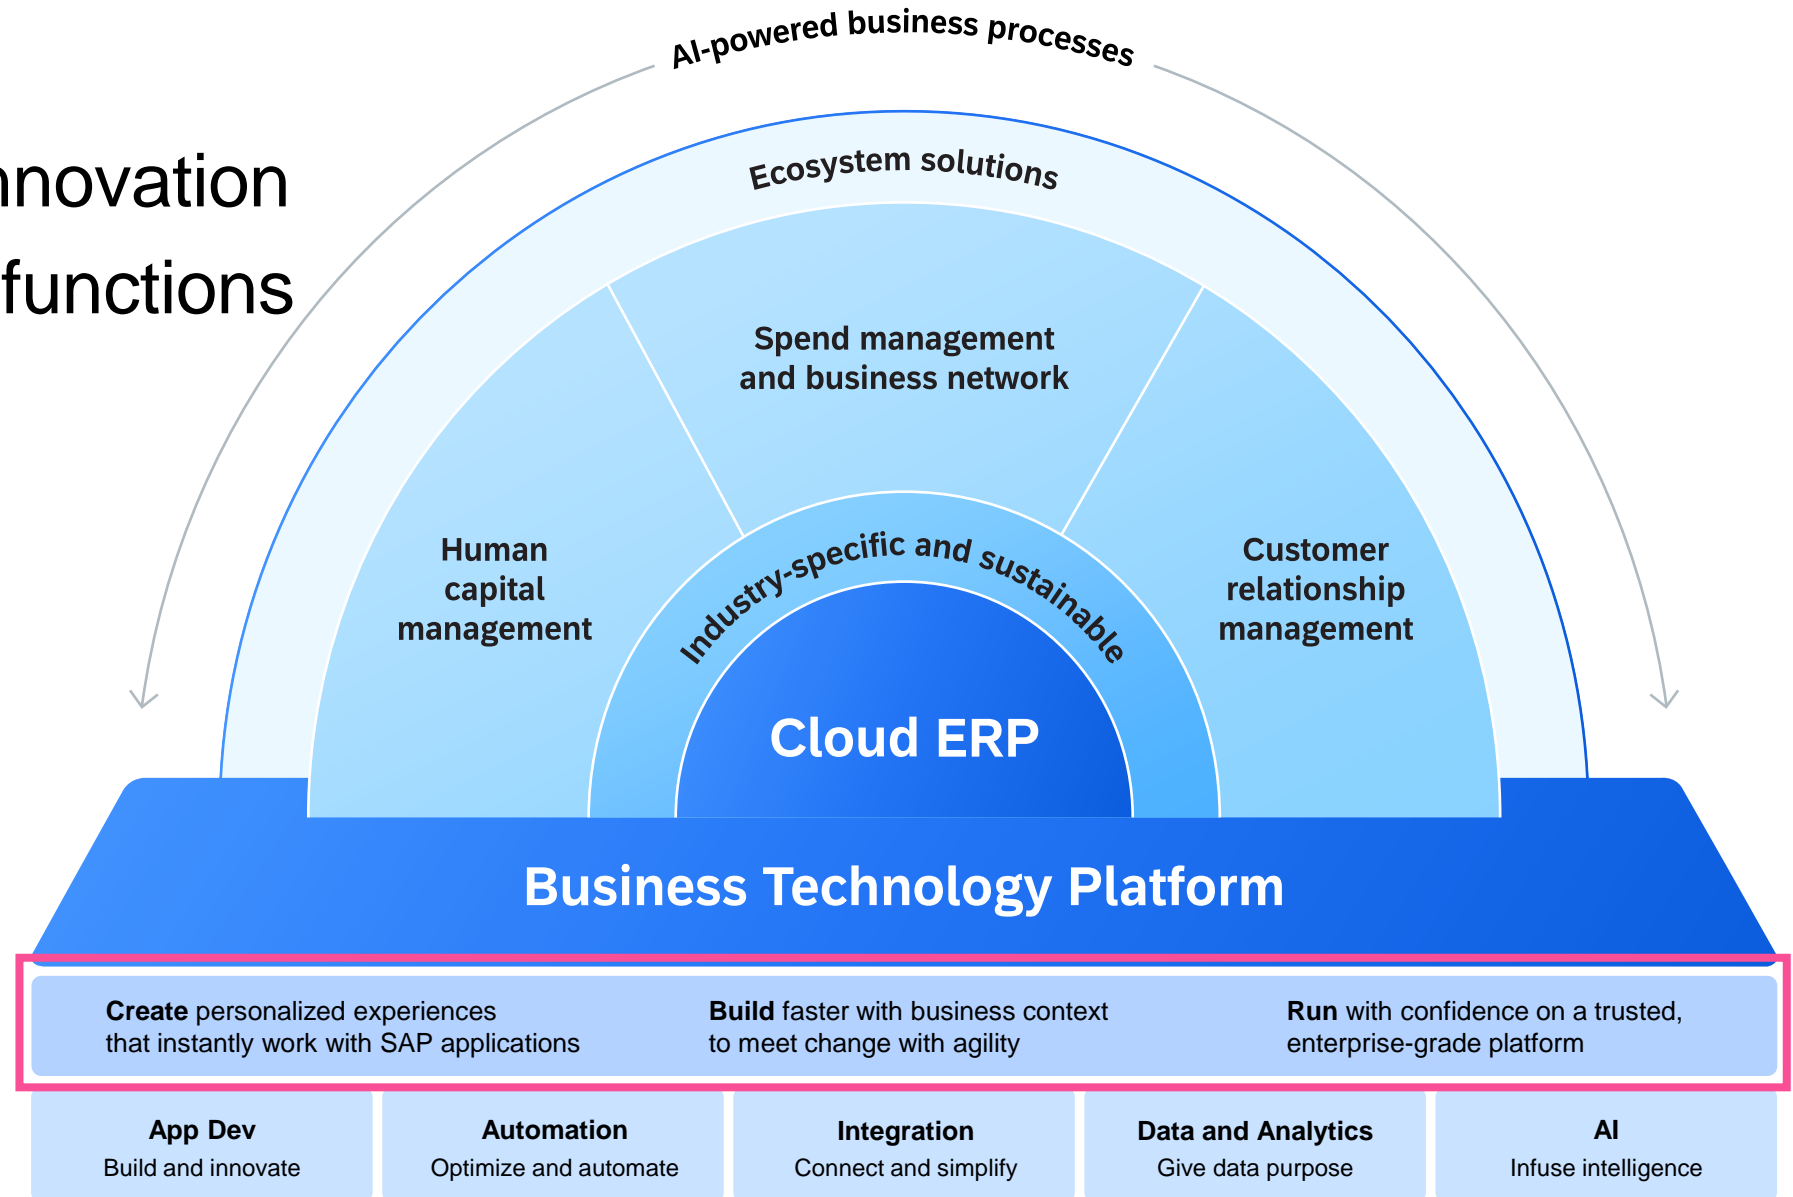 AI-powered business processes
nnovation
functions
Ecosystem solutions
Spend management
and business network
Human
capital
management
Customer
relationship
management
Industry-specific and sustainable
Cloud ERP
Business Technology Platform
Create personalized experiences
that instantly work with SAP applications
Build faster with business context
to meet change with agility
Run with confidence on a trusted,
enterprise-grade platform
App Dev
Build and innovate
Automation
Optimize and automate
Integration
Connect and simplify
Data and Analytics
Give data purpose
AI
Infuse intelligence